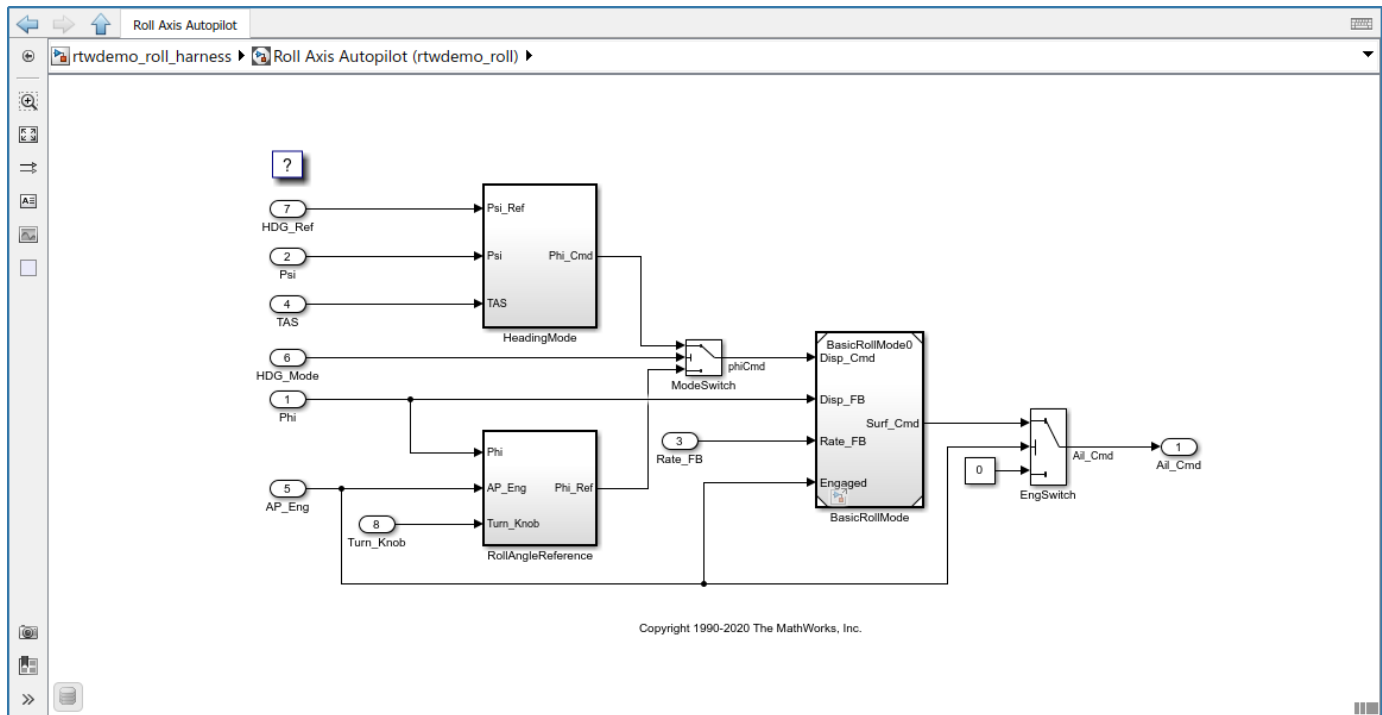 Roll Axis Autopilot
rtwdemo_roll_harness Roll Axis Autopilot (rtwdemo_roll)
?
7
HDG_Ref
2
Psi
4
TAS
Psi_Ref
Psi
Phi_Cmd
TAS
HeadingMode
6
HDG_Mode
1
Phi
ModeSwitch
phiCmd
BasicRollMode0
Disp_Cmd
Disp_FB
Surf_Cmd
Rate_FB
Engaged
BasicRollMode
3
Rate_FB
Phi
AP_Eng
Phi_Ref
Turn_Knob
RollAngleReference
5
AP_Eng
8
Turn_Knob
0
EngSwitch
Ail_Cmd
1
Ail_Cmd
Copyright 1990-2020 The MathWorks, Inc.